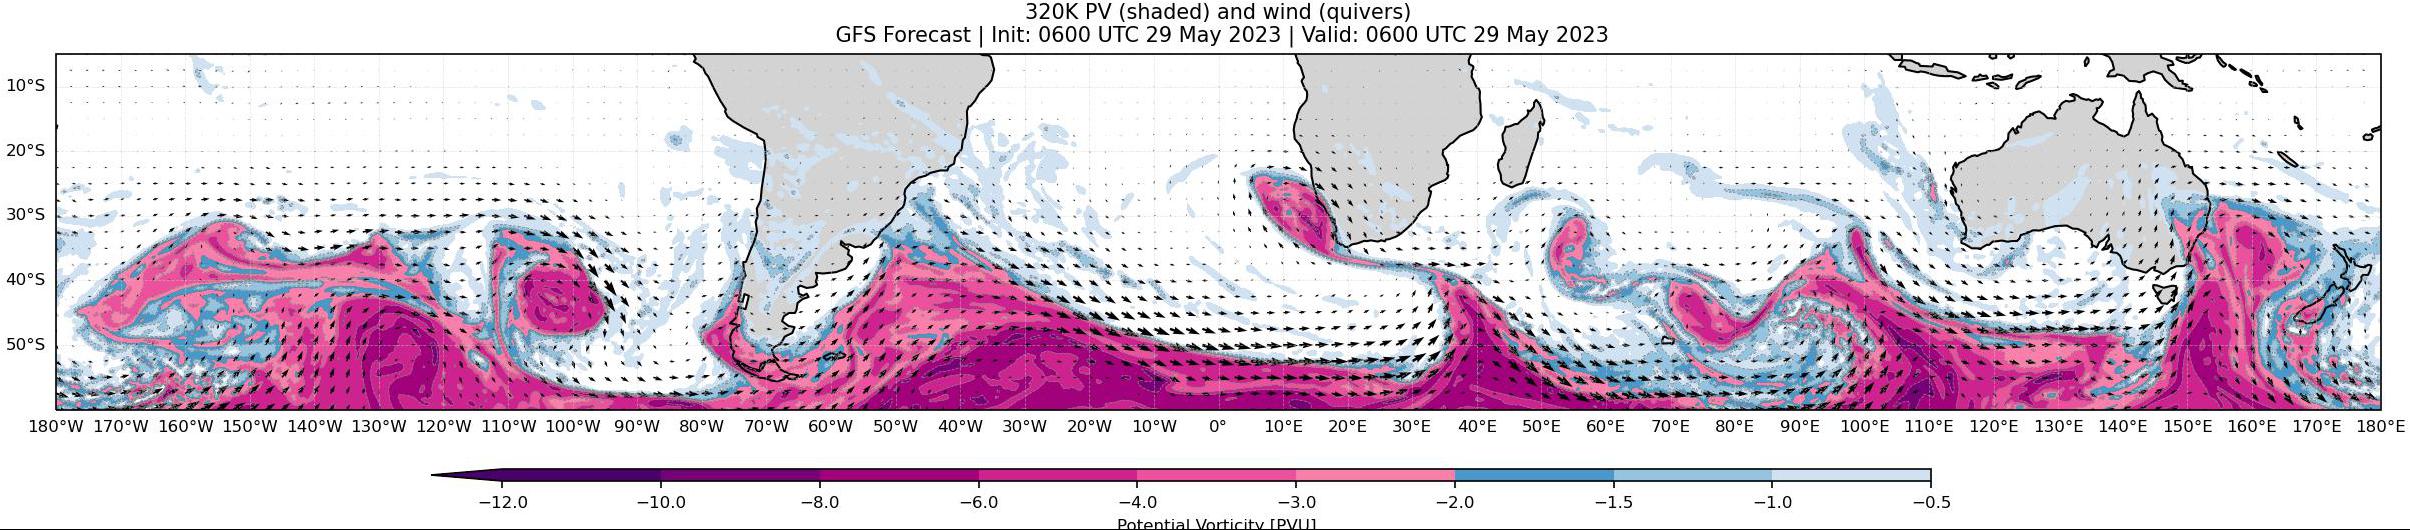 320K PV (shaded) and wind (quivers)
GFS Forecast | Init: 0600 UTC 29 May 2023 | Valid: 0600 UTC 29 May 2023
10°S
20°S
30°S
40°S
50°S
180°W 170°W 160°W 150°W 140°W 130°W 120°W 110°W 100°W 90°W 80°W 70°W 60°W 50°W 40°W 30°W 20°W 10°W 0° 10°E 20°E 30°E 40°E 50°E 60°E 70°E 80°E 90°E 100°E 110°E 120°E 130°E 140°E 150°E 160°E 170°E 180°E
−12.0 −10.0 −8.0 −6.0 −4.0 −3.0 −2.0 −1.5 −1.0 −0.5
Potential Vorticity [PVU]